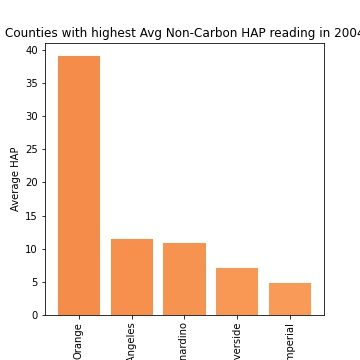 Counties with highest Avg Non-Carbon HAP reading in 2004
40
35
30
25
20
15
10
5
0
Average HAP
Orange
Angeles
nardino
verside
mperial